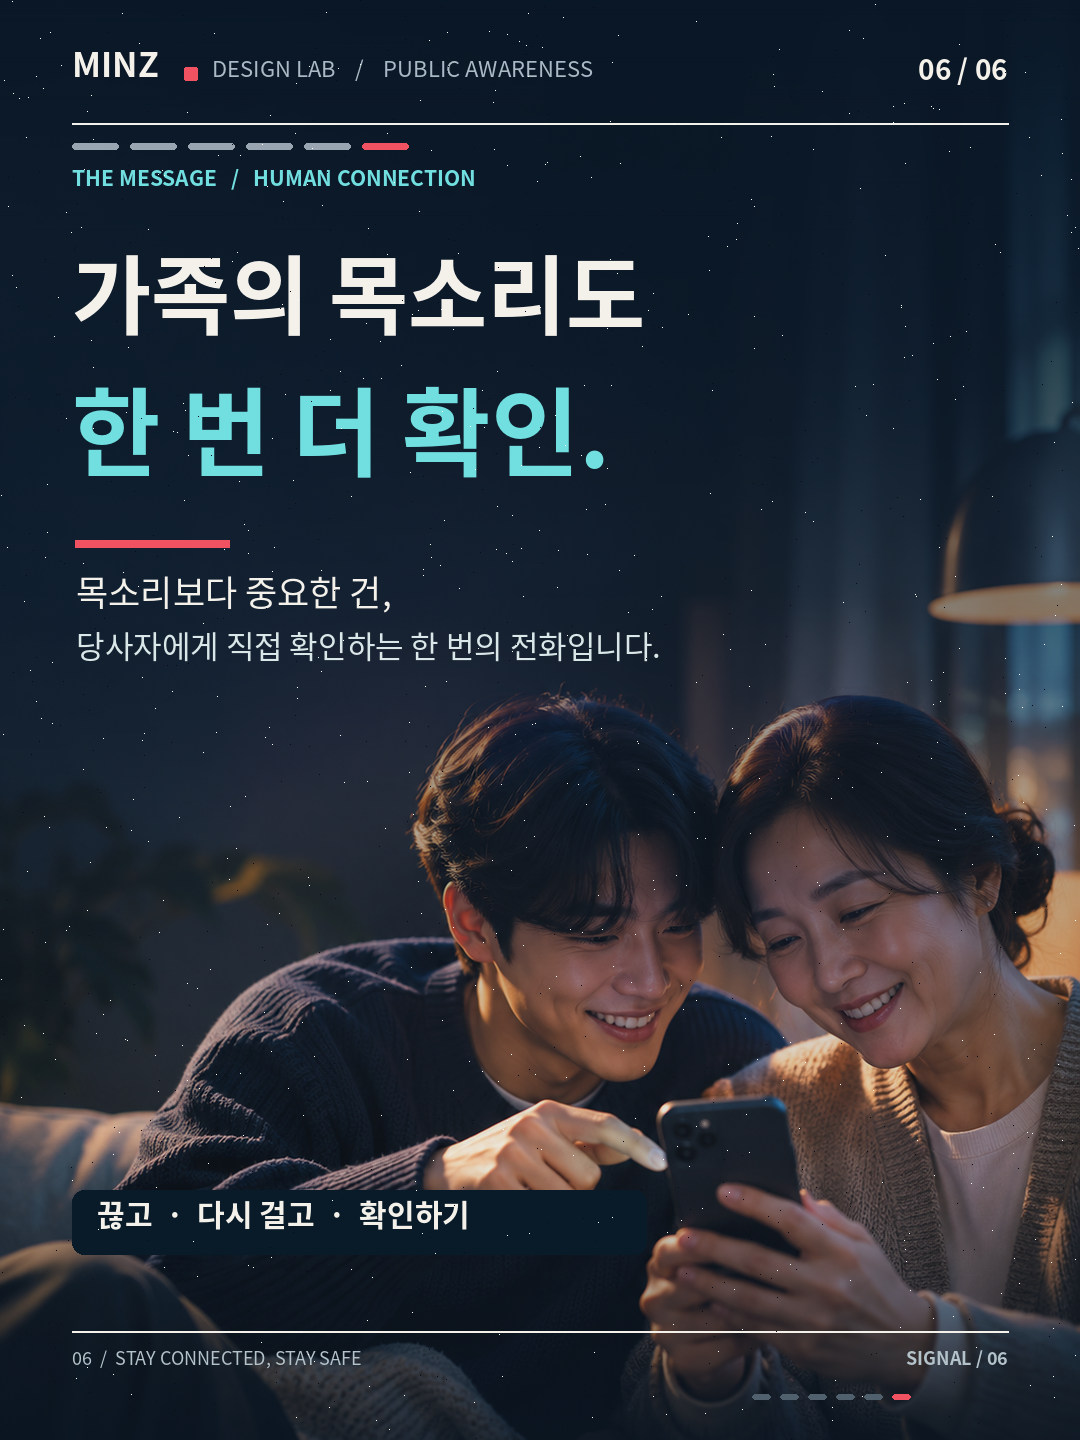 MINZ DESIGN LAB / PUBLIC AWARENESS 06 / 06
THE MESSAGE / HUMAN CONNECTION
가족의 목소리도
한 번 더 확인.
목소리보다 중요한 건,
당사자에게 직접 확인하는 한 번의 전화입니다.
끊고 · 다시 걸고 · 확인하기
06 / STAY CONNECTED, STAY SAFE SIGNAL / 06